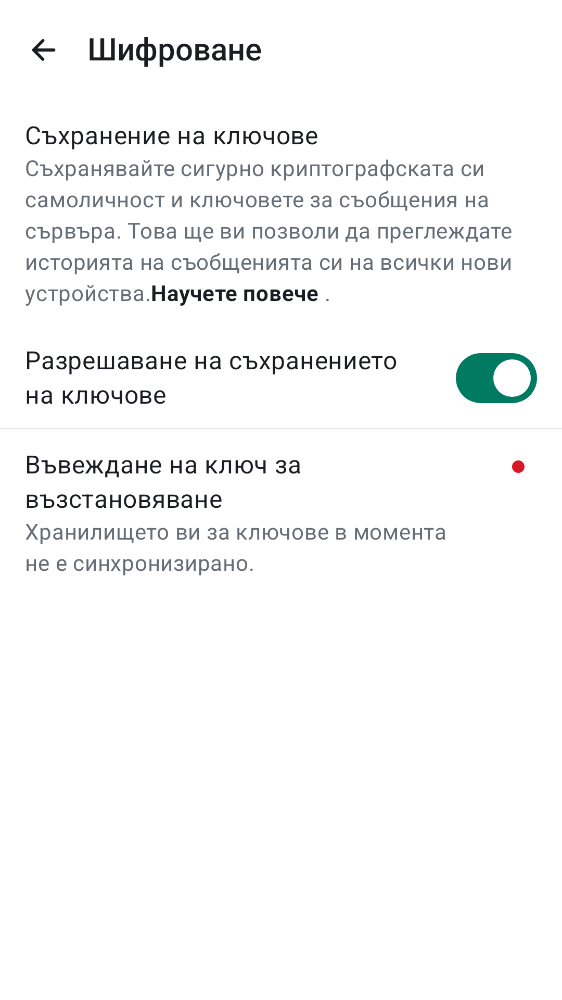 Шифроване
Съхранение на ключове
Съхранявайте сигурно криптографската си
самоличност и ключовете за съобщения на
сървъра. Това ще ви позволи да преглеждате
историята на съобщенията си на всички нови
устройства.Научете повече .
Разрешаване на съхранението
на ключове
Въвеждане на ключ за
възстановяване
Хранилището ви за ключове в момента
не е синхронизирано.